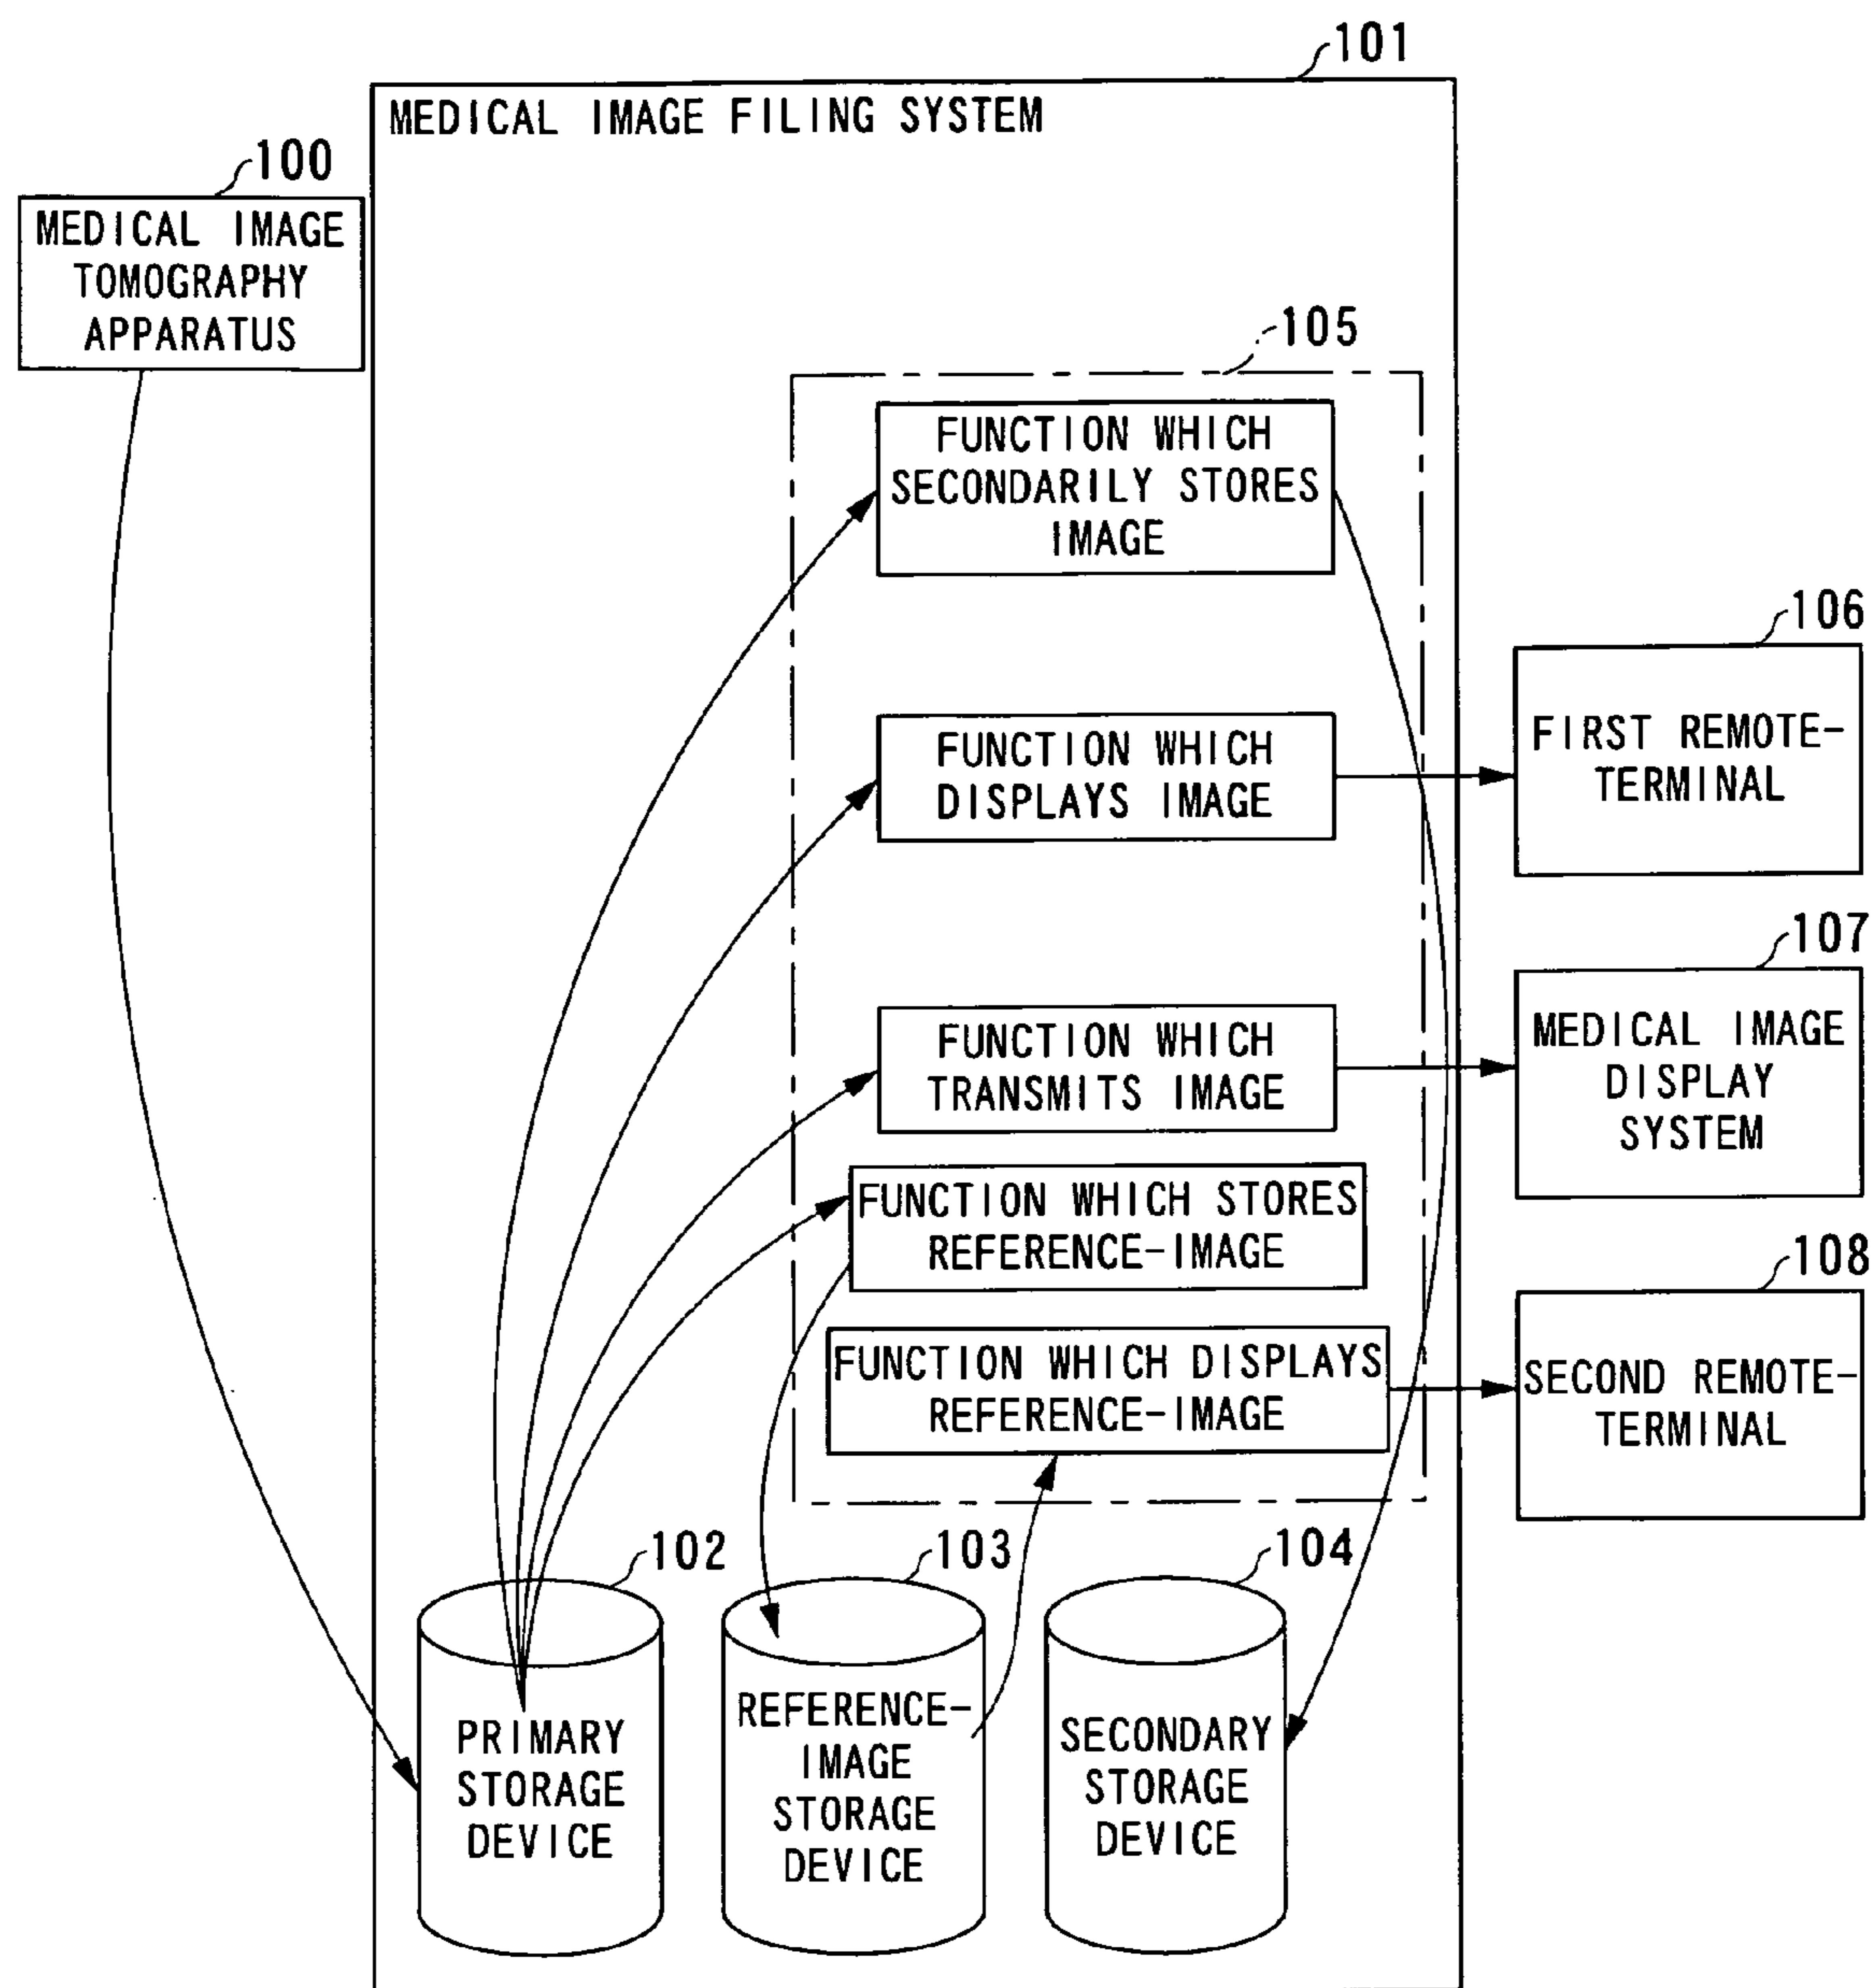 101
MEDICAL IMAGE FILING SYSTEM
100
MEDICAL IMAGE
TOMOGRAPHY
APPARATUS
105
FUNCTION WHICH
SECONDARILY STORES
IMAGE
106
FUNCTION WHICH
DISPLAYS IMAGE
FIRST REMOTE-
TERMINAL
107
FUNCTION WHICH
TRANSMITS IMAGE
MEDICAL IMAGE
DISPLAY
SYSTEM
FUNCTION WHICH STORES
REFERENCE-IMAGE
108
FUNCTION WHICH DISPLAYS
REFERENCE-IMAGE
SECOND REMOTE-
TERMINAL
102
103
104
PRIMARY
STORAGE
DEVICE
REFERENCE-
IMAGE
STORAGE
DEVICE
SECONDARY
STORAGE
DEVICE